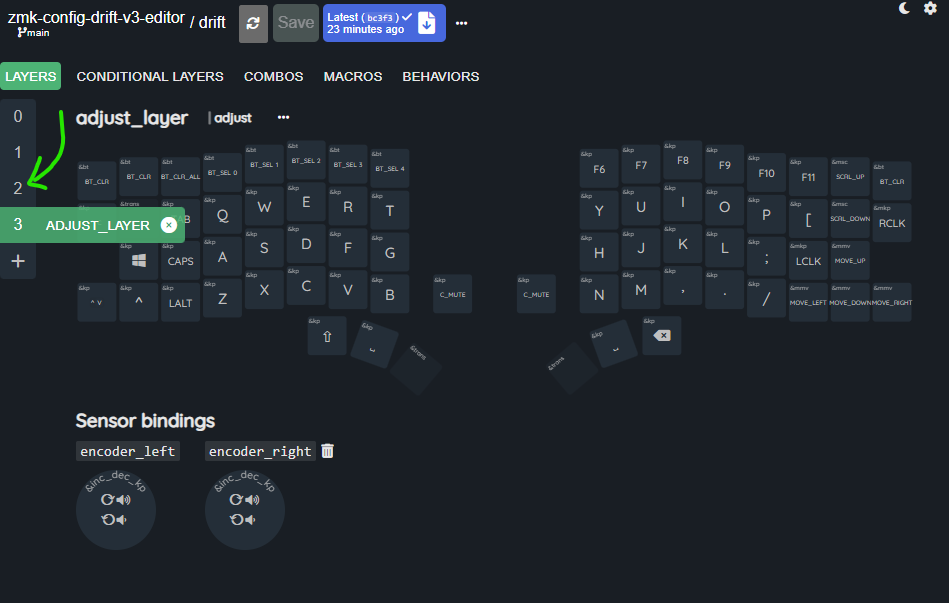 zmk-config-drift-v3-editor / drift
main
Save
Latest (bc3f3)
23 minutes ago
LAYERS CONDITIONAL LAYERS COMBOS MACROS BEHAVIORS
0
1
2
3 ADJUST_LAYER
+
adjust_layer | adjust •••
&bt BT_CLR &bt BT_CLR &bt BT_CLR_ALL &bt BT_SEL 0 &bt BT_SEL 1 &bt BT_SEL 2 &bt BT_SEL 3 &bt BT_SEL 4 &kp F6 &kp F7 &kp F8 &kp F9 &kp F10 &kp F11 &msc SCRL_UP &bt BT_CLR
&trans AB &kp Q &kp W &kp E &kp R &kp T &kp Y &kp U &kp I &kp O &kp P &kp [ &msc SCRL_DOWN &mkp RCLK
&kp &kp CAPS &kp A &kp S &kp D &kp F &kp G &kp H &kp J &kp K &kp L &kp ; &mkp LCLK &mmv MOVE_UP
&kp ^ V &kp ^ &kp LALT &kp Z &kp X &kp C &kp V &kp B &kp C_MUTE &kp C_MUTE &kp N &kp M &kp , &kp . &kp / &mmv MOVE_LEFT &mmv MOVE_DOWN &mmv MOVE_RIGHT
&kp ⇧ &kp ␣ &trans &trans &kp ␣ &kp ⌫
Sensor bindings
encoder_left encoder_right
&inc_dec_kp &inc_dec_kp